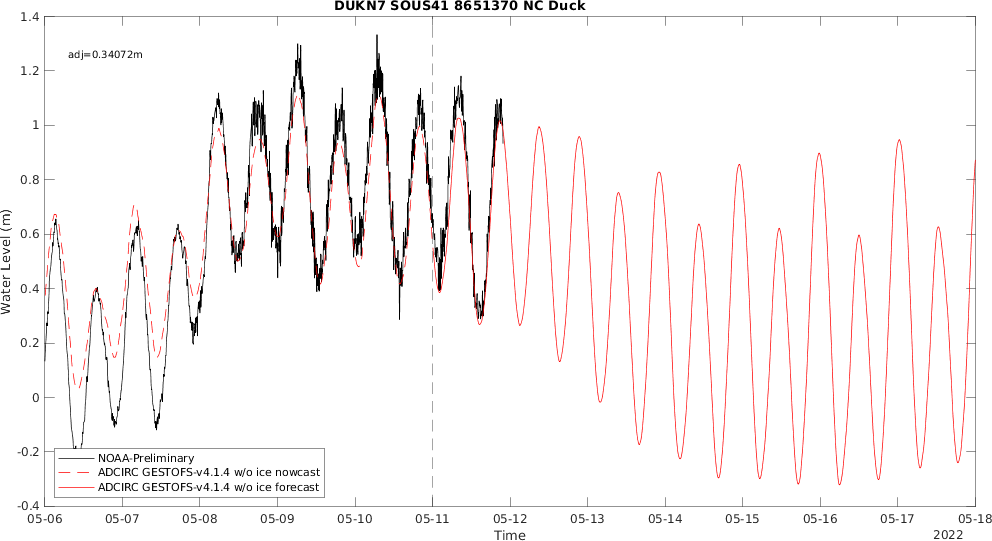 DUKN7 SOUS41 8651370 NC Duck
adj=0.34072m
1.4
1.2
1
0.8
0.6
0.4
0.2
0
-0.2
-0.4
Water Level (m)
NOAA-Preliminary
ADCIRC GESTOFS-v4.1.4 w/o ice nowcast
ADCIRC GESTOFS-v4.1.4 w/o ice forecast
05-06 05-07 05-08 05-09 05-10 05-11 05-12 05-13 05-14 05-15 05-16 05-17 05-18
Time
2022